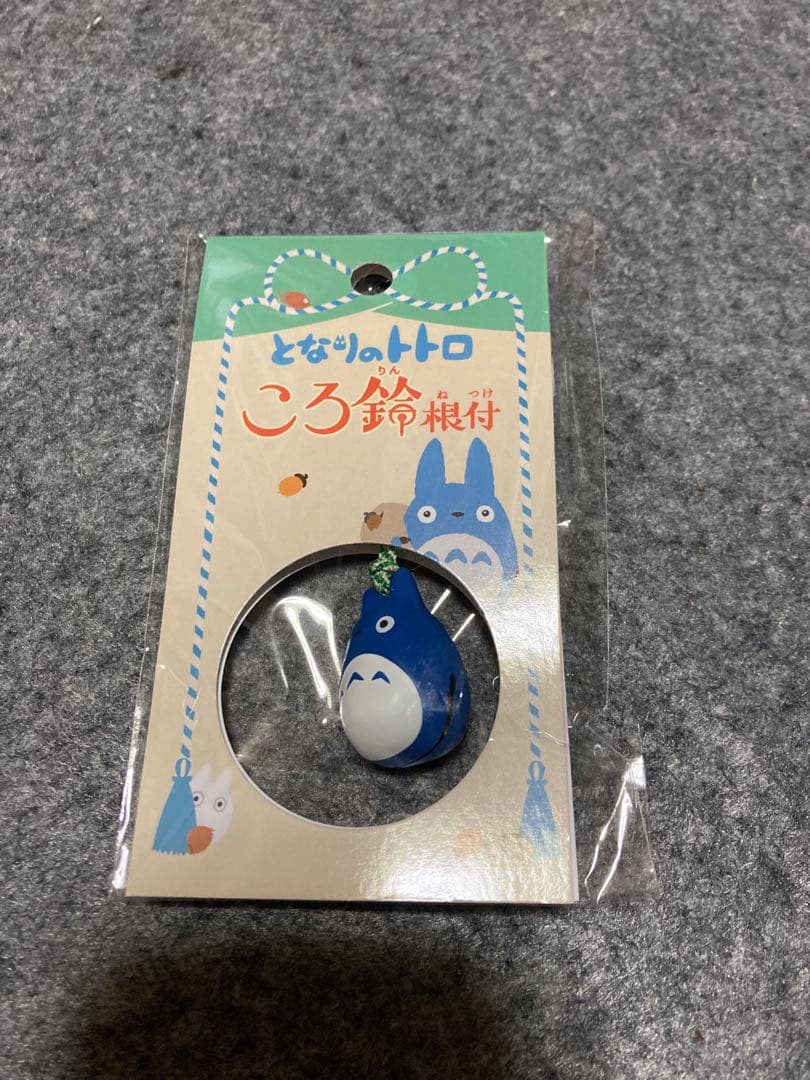 となりのトトロ
ころ鈴根付
りん
ね つけ